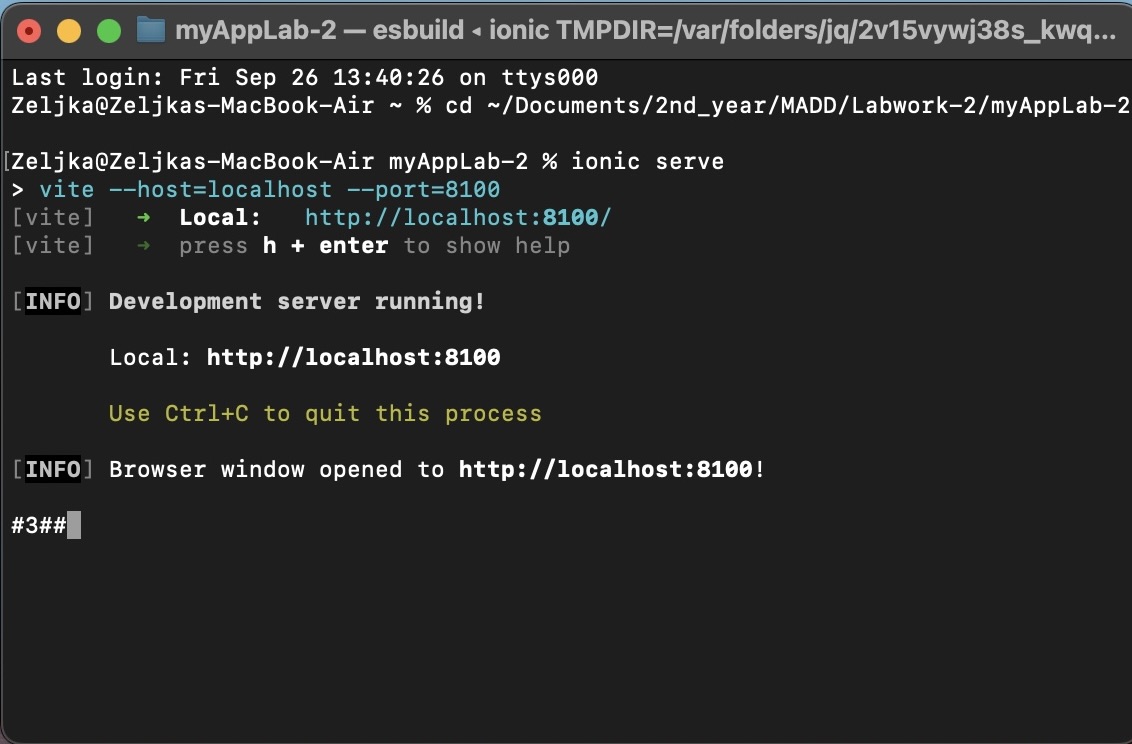 myAppLab-2 — esbuild ◂ ionic TMPDIR=/var/folders/jq/2v15vywj38s_kwq...
Last login: Fri Sep 26 13:40:26 on ttys000
Zeljka@Zeljkas-MacBook-Air ~ % cd ~/Documents/2nd_year/MADD/Labwork-2/myAppLab-2
[Zeljka@Zeljkas-MacBook-Air myAppLab-2 % ionic serve
> vite --host=localhost --port=8100
[vite]   ➜  Local:   http://localhost:8100/
[vite]   ➜  press h + enter to show help
[INFO] Development server running!
Local: http://localhost:8100
Use Ctrl+C to quit this process
[INFO] Browser window opened to http://localhost:8100!
#3##